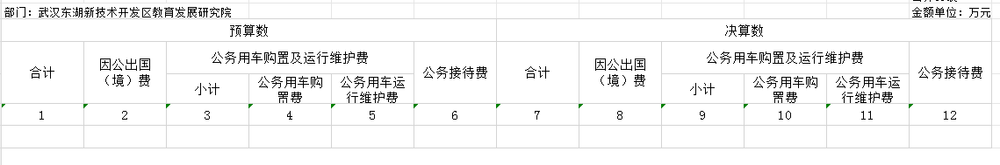 部门：武汉东湖新技术开发区教育发展研究院
金额单位：万元
预算数
决算数
合计
因公出国
（境）费
公务用车购置及运行维护费
公务接待费
合计
因公出国
（境）费
公务用车购置及运行维护费
公务接待费
小计
公务用车购
置费
公务用车运
行维护费
小计
公务用车购
置费
公务用车运
行维护费
1 2 3 4 5 6 7 8 9 10 11 12